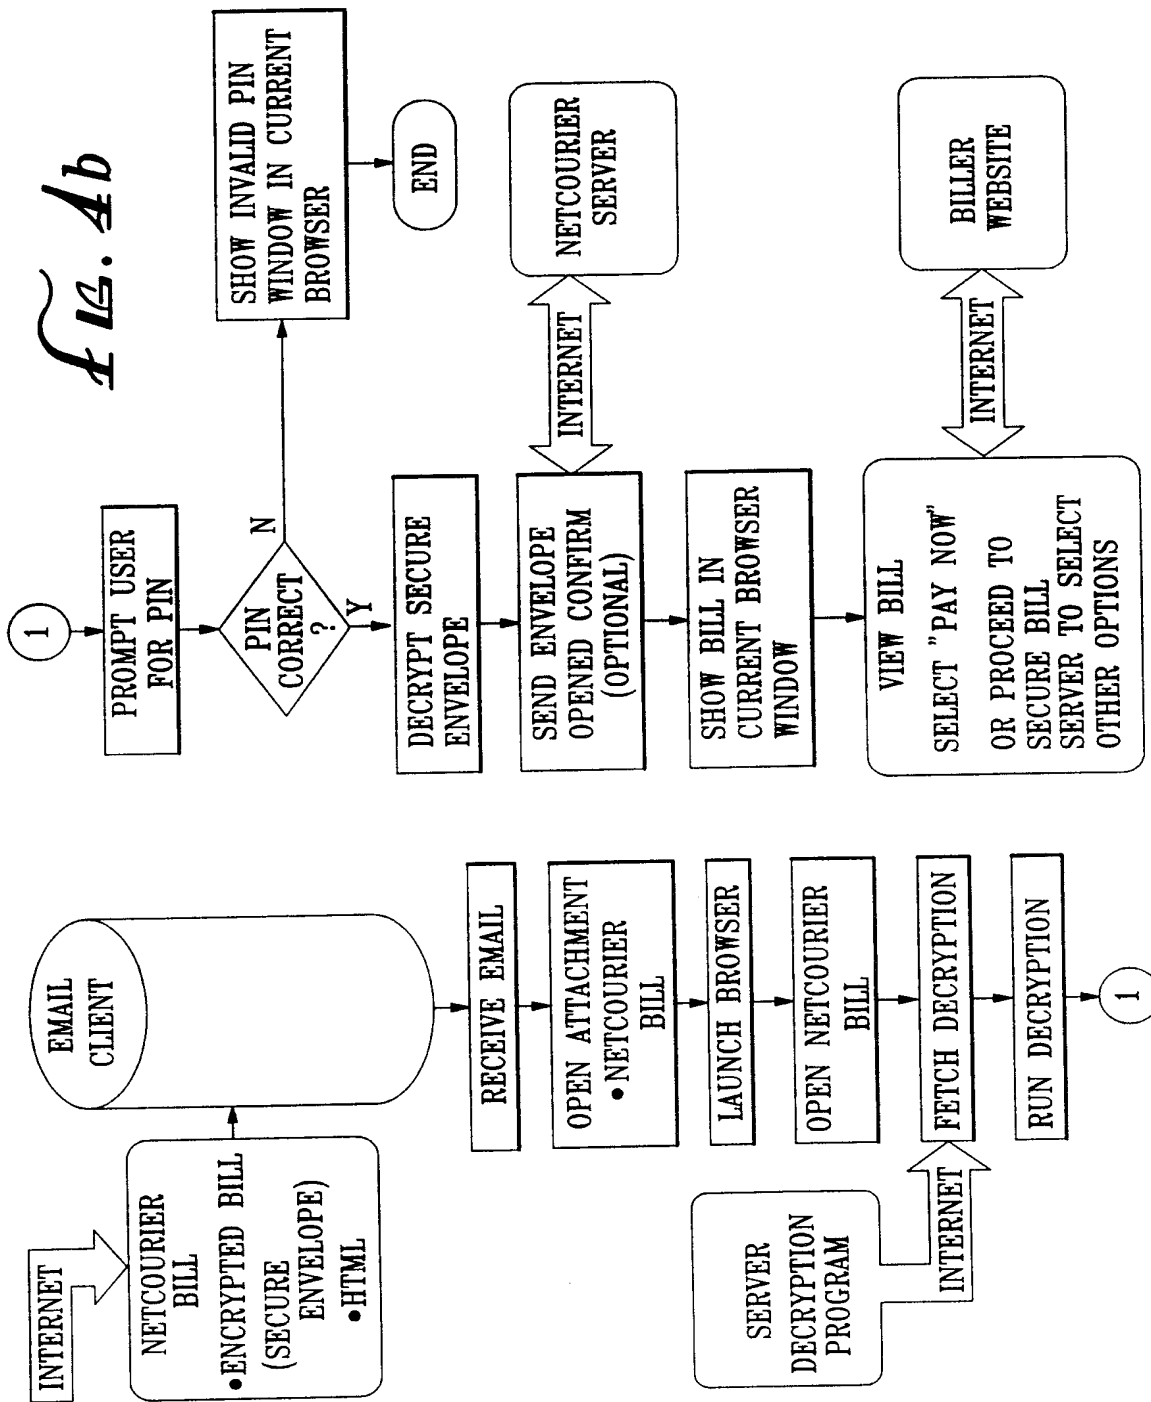 INTERNET
NETCOURIER
BILL
•ENCRYPTED BILL
(SECURE
ENVELOPE)
•HTML
EMAIL
CLIENT
RECEIVE EMAIL
OPEN ATTACHMENT
•NETCOURIER
BILL
LAUNCH BROWSER
OPEN NETCOURIER
BILL
SERVER
DECRYPTION
PROGRAM
INTERNET
FETCH DECRYPTION
RUN DECRYPTION
1
1
PROMPT USER
FOR PIN
PIN
CORRECT
?
N
Y
SHOW INVALID PIN
WINDOW IN CURRENT
BROWSER
END
DECRYPT SECURE
ENVELOPE
SEND ENVELOPE
OPENED CONFIRM
(OPTIONAL)
INTERNET
NETCOURIER
SERVER
SHOW BILL IN
CURRENT BROWSER
WINDOW
VIEW BILL
SELECT "PAY NOW"
OR PROCEED TO
SECURE BILL
SERVER TO SELECT
OTHER OPTIONS
INTERNET
BILLER
WEBSITE
FIG. 4b